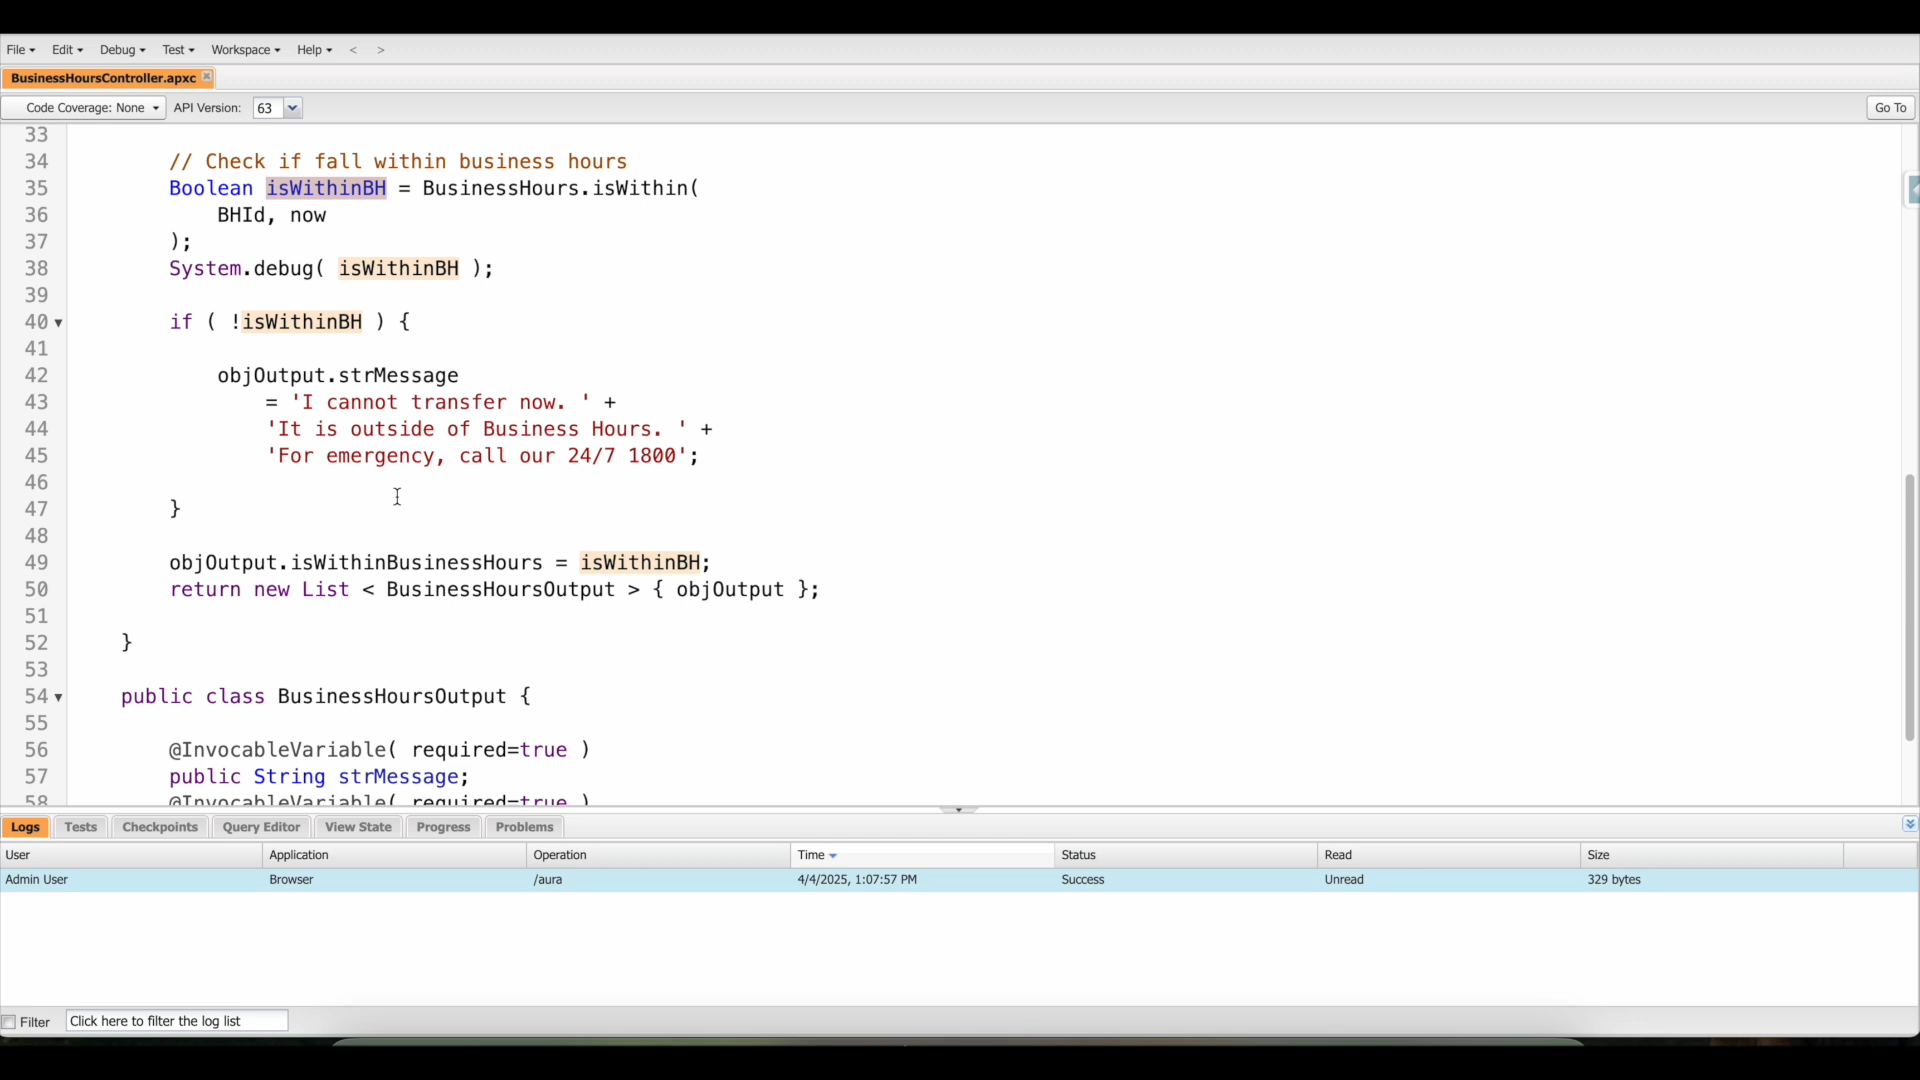 File Edit Debug Test Workspace Help < >
BusinessHoursController.apxc
Code Coverage: None API Version: 63 Go To
33
34 // Check if fall within business hours
35 Boolean isWithinBH = BusinessHours.isWithin(
36 BHId, now
37 );
38 System.debug( isWithinBH );
39
40 if ( !isWithinBH ) {
41
42 objOutput.strMessage
43 = 'I cannot transfer now. ' +
44 'It is outside of Business Hours. ' +
45 'For emergency, call our 24/7 1800';
46
47 }
48
49 objOutput.isWithinBusinessHours = isWithinBH;
50 return new List < BusinessHoursOutput > { objOutput };
51
52 }
53
54 public class BusinessHoursOutput {
55
56 @InvocableVariable( required=true )
57 public String strMessage;
58 @InvocableVariable( required=true )
Logs Tests Checkpoints Query Editor View State Progress Problems
User Application Operation Time Status Read Size
Admin User Browser /aura 4/4/2025, 1:07:57 PM Success Unread 329 bytes
Filter Click here to filter the log list